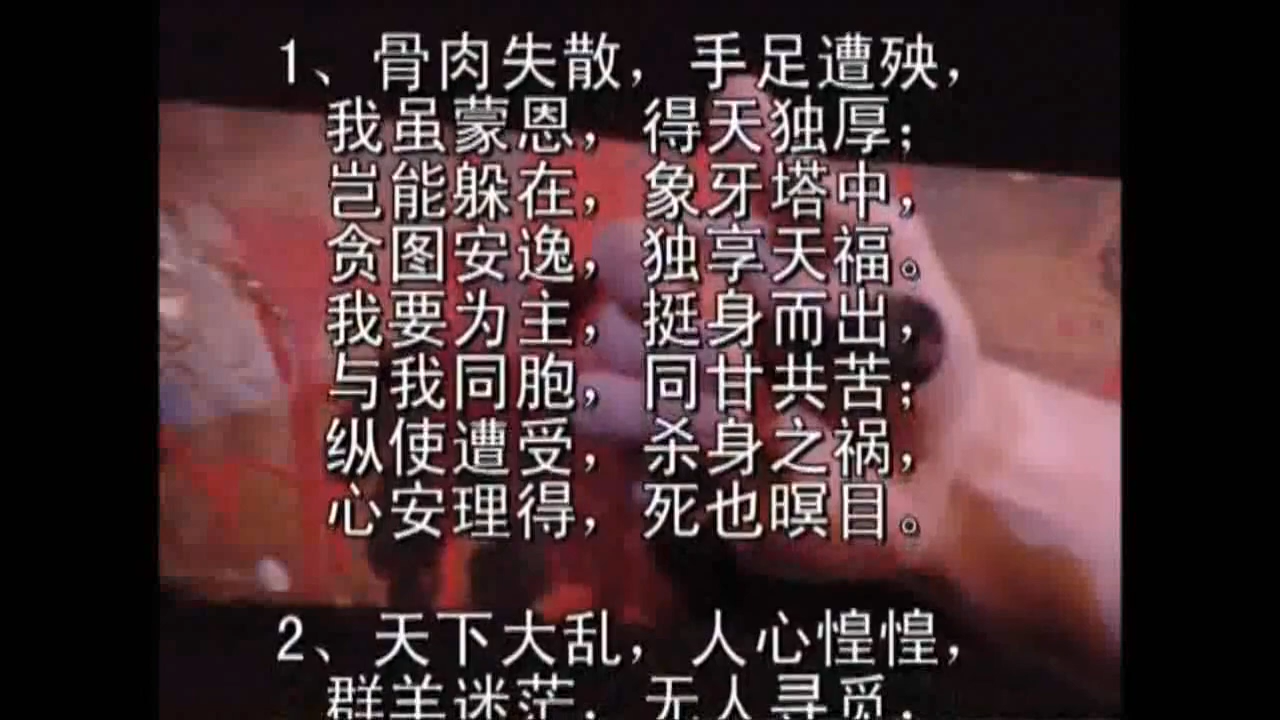 1、骨肉失散，手足遭殃，
我虽蒙恩，得天独厚；
岂能躲在，象牙塔中，
贪图安逸，独享天福。
我要为主，挺身而出，
与我同胞，同甘共苦；
纵使遭受，杀身之祸，
心安理得，死也暝目。
2、天下大乱，人心惶惶，
群羊迷茫，无人寻觅，